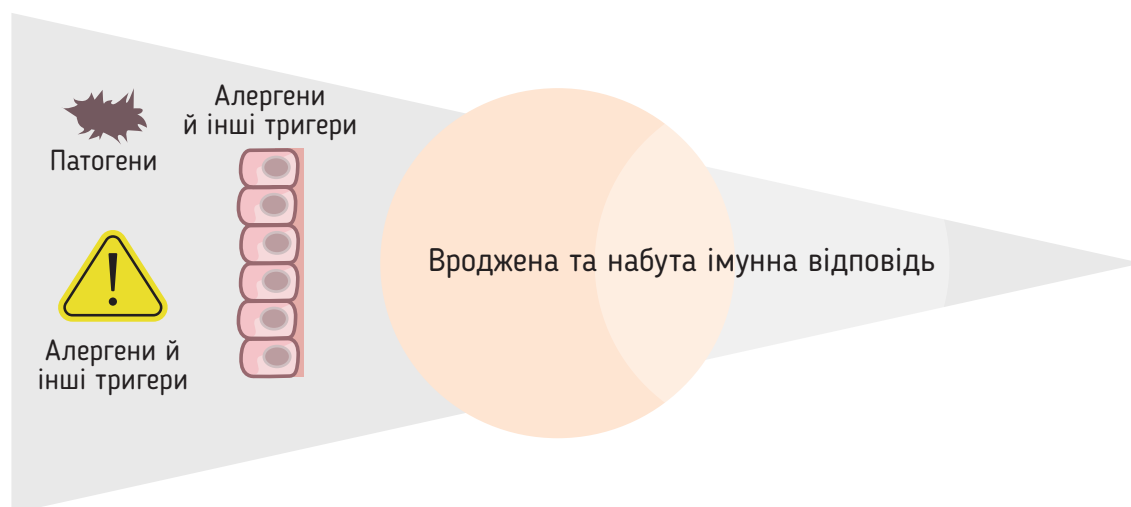 Алергени
й інші тригери
Патогени
Вроджена та набута імунна відповідь
Алергени й
інші тригери